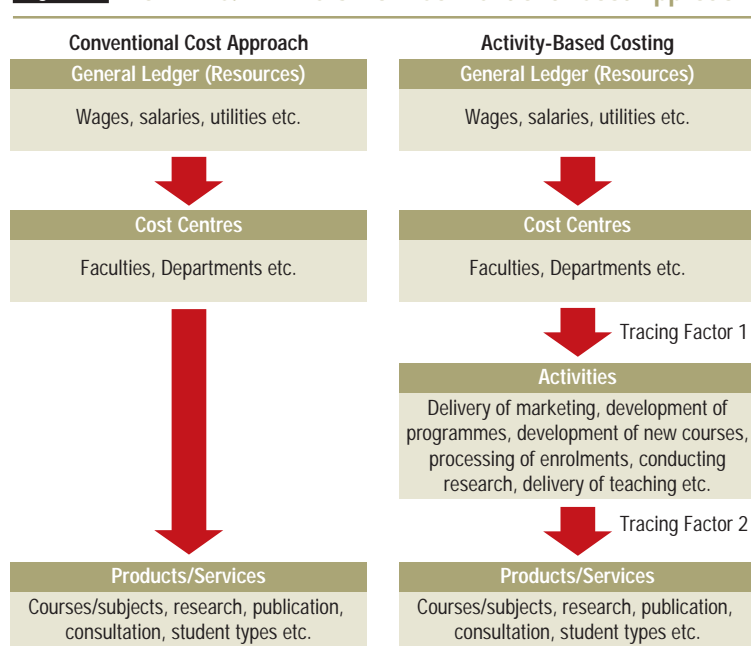 Conventional Cost Approach
General Ledger (Resources)
Wages, salaries, utilities etc.
Cost Centres
Faculties, Departments etc.
Products/Services
Courses/subjects, research, publication,
consultation, student types etc.
Activity-Based Costing
General Ledger (Resources)
Wages, salaries, utilities etc.
Cost Centres
Faculties, Departments etc.
Tracing Factor 1
Activities
Delivery of marketing, development of
programmes, development of new courses,
processing of enrolments, conducting
research, delivery of teaching etc.
Tracing Factor 2
Products/Services
Courses/subjects, research, publication,
consultation, student types etc.